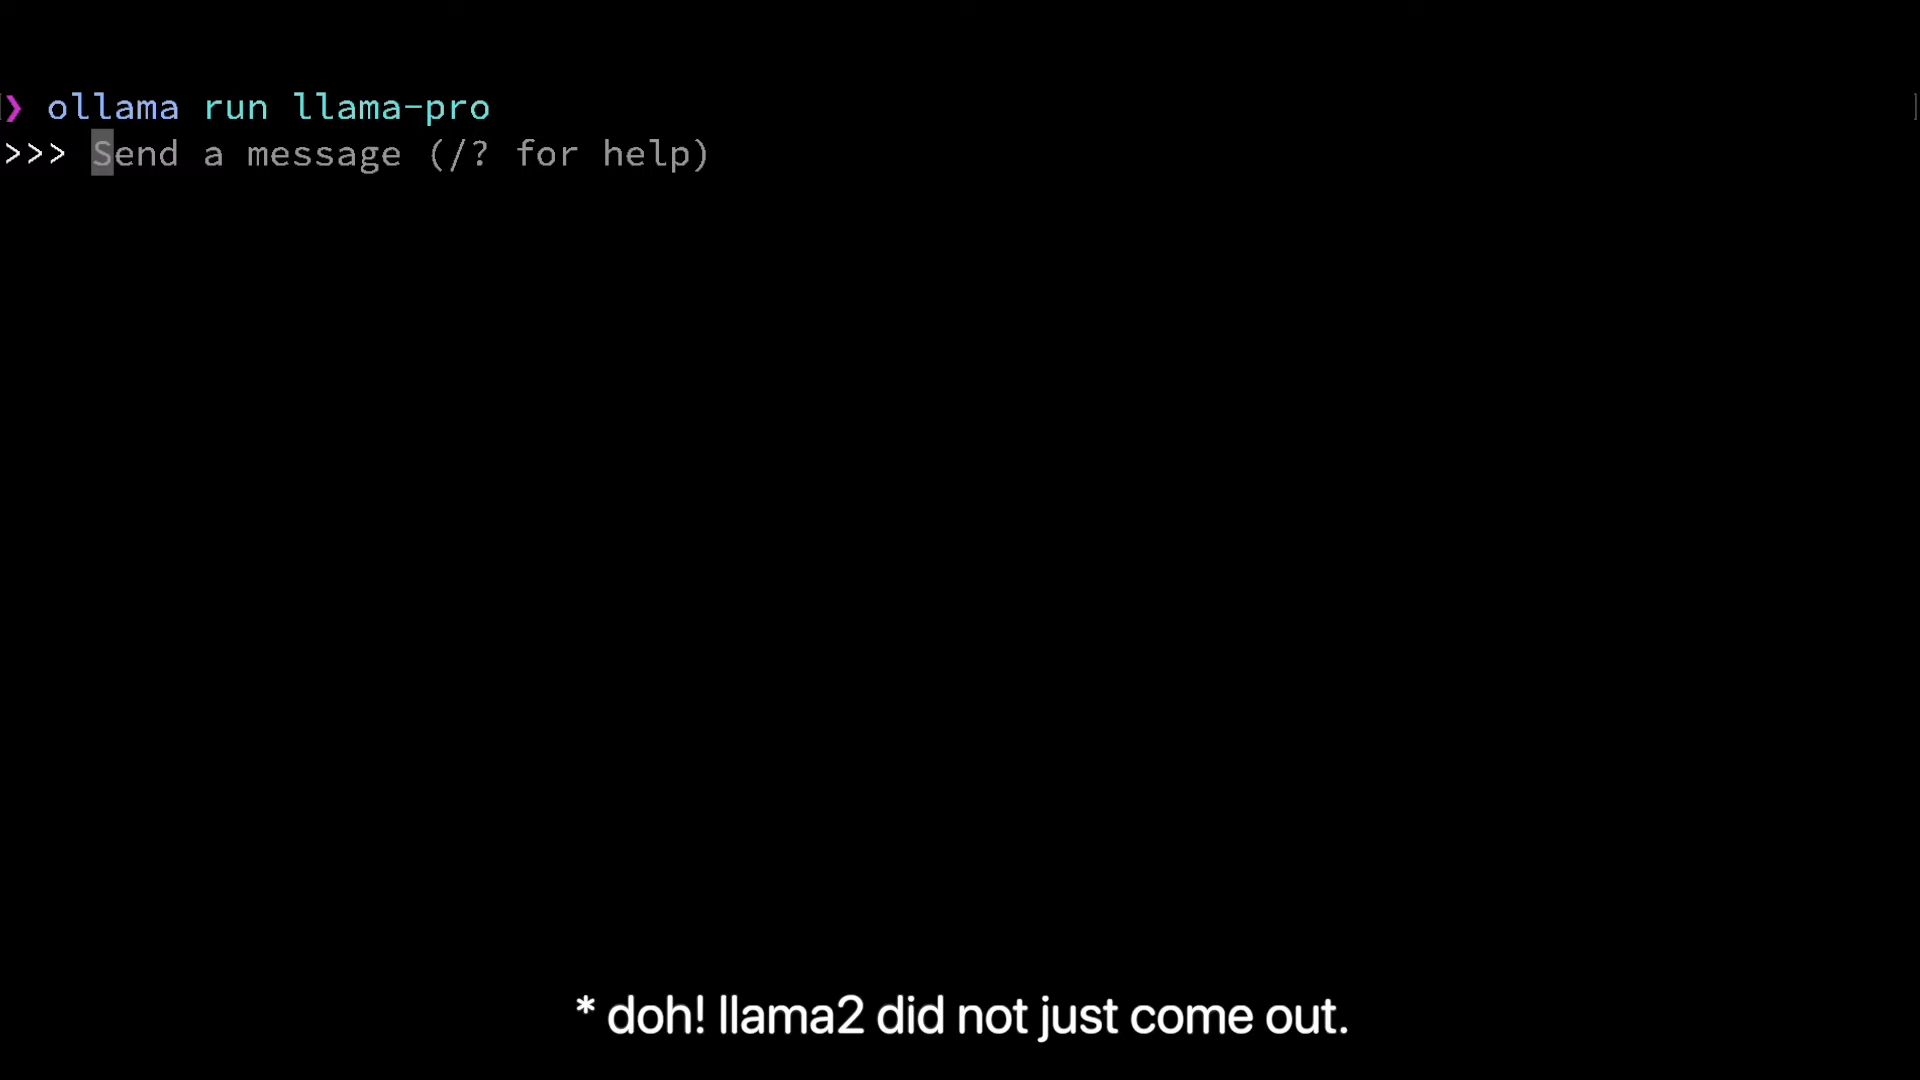 ❯ ollama run llama-pro
>>> Send a message (/? for help)
* doh! llama2 did not just come out.